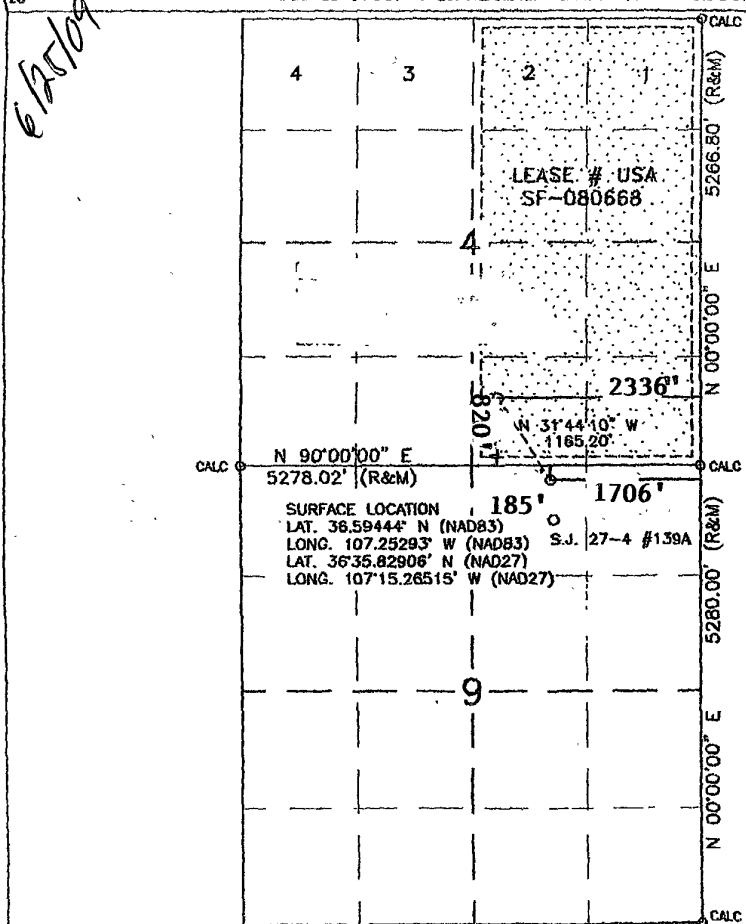 6/25/09
CALC
4 3 2 1
5266.80' (R&M)
LEASE # USA
SF-080668
4
N 00°00'00" E
2336'
820'
N 31°44'10" W
1165.20'
N 90°00'00" E
5278.02' (R&M)
CALC
CALC
185'
1706'
SURFACE LOCATION
LAT. 36.59444° N (NAD83)
LONG. 107.25293° W (NAD83)
LAT. 36°35.82906' N (NAD27)
LONG. 107°15.26515' W (NAD27)
S.J. 27-4 #139A
5280.00' (R&M)
9
N 00°00'00" E
CALC